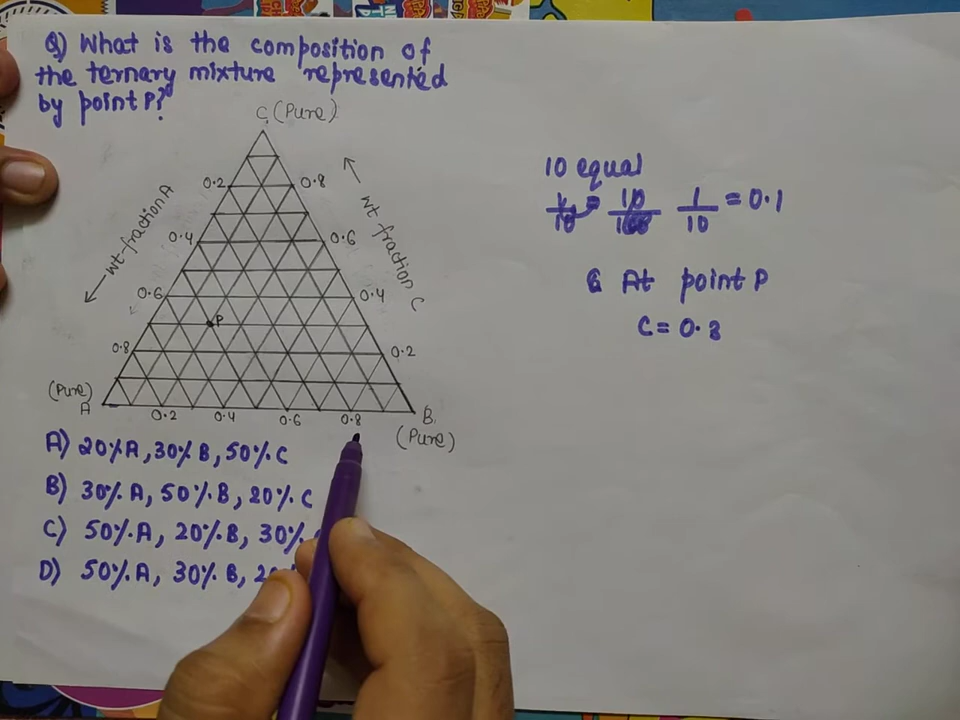 Q) What is the composition of
the ternary mixture represented
by point P?
C (Pure)
0.2
0.8
wt fraction A
wt fraction C
0.4
0.6
0.6
0.4
P
0.8
0.2
(Pure)
A
0.2
0.4
0.6
0.8
B
(Pure)
A) 20%A, 30% B, 50% C
B) 30% A, 50% B, 20% C
C) 50% A, 20% B, 30%
D) 50% A, 30% B,
10 equal
1/10 = 10/100 1/10 = 0.1
At point P
C = 0.3